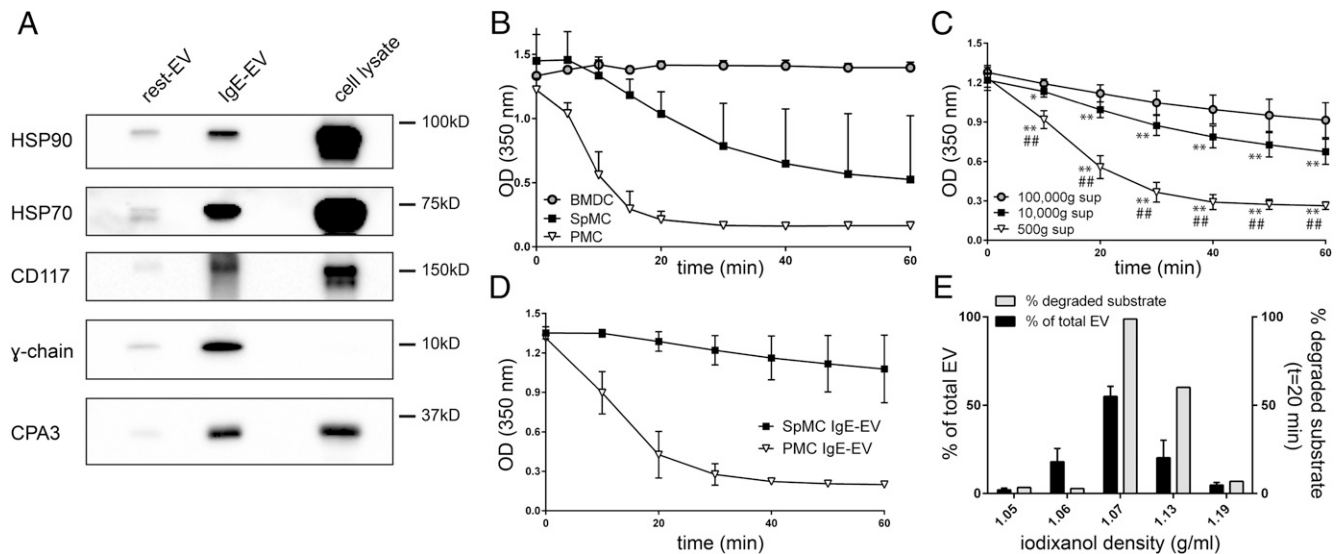 A
rest-EV
IgE-EV
cell lysate
HSP90
100kD
HSP70
75kD
CD117
150kD
ɣ-chain
10kD
CPA3
37kD
B
OD (350 nm)
1.5
1.0
0.5
0.0
BMDC
SpMC
PMC
0 20 40 60
time (min)
C
OD (350 nm)
1.5
1.2
0.9
0.6
0.3
0.0
*
** ** ** ** **
** ** ** ** ** **
## ## ## ## ## ##
100,000g sup
10,000g sup
500g sup
0 20 40 60
time (min)
D
OD (350 nm)
1.5
1.2
0.9
0.6
0.3
0.0
SpMC IgE-EV
PMC IgE-EV
0 20 40 60
time (min)
E
% degraded substrate
% of total EV
% of total EV
100
50
0
100
50
0
% degraded substrate
(t=20 min)
1.05 1.06 1.07 1.13 1.19
iodixanol density (g/ml)